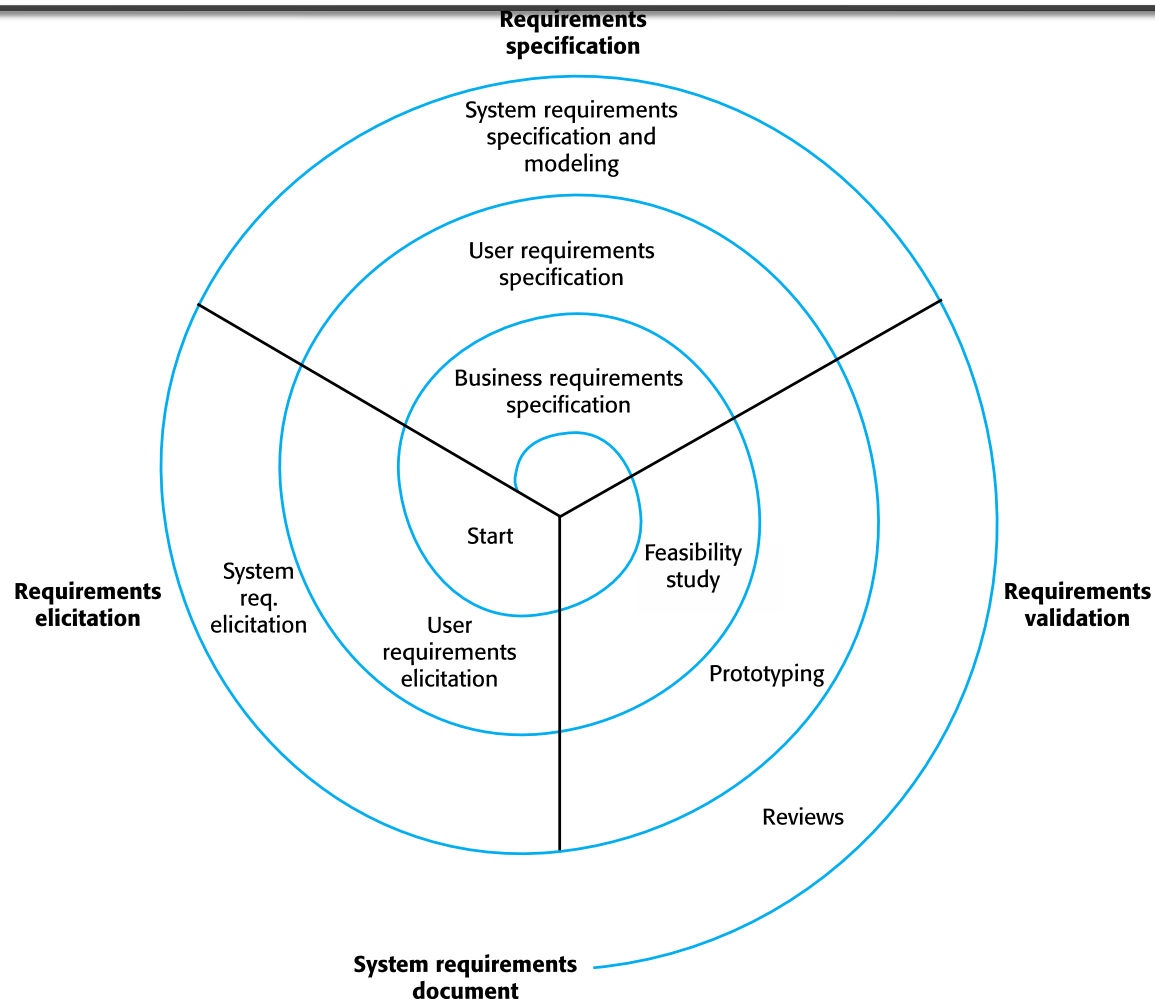 Requirements
specification
System requirements
specification and
modeling
User requirements
specification
Business requirements
specification
Start
Feasibility
study
System
req.
elicitation
Requirements
elicitation
Requirements
validation
User
requirements
elicitation
Prototyping
Reviews
System requirements
document